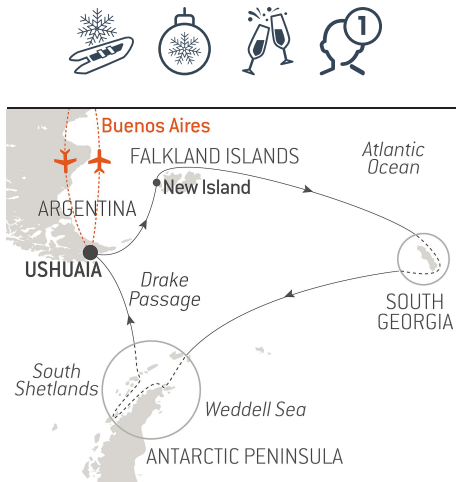 1
Buenos Aires
FALKLAND ISLANDS
Atlantic
Ocean
New Island
ARGENTINA
USHUAIA
Drake
Passage
SOUTH
GEORGIA
South
Shetlands
Weddell Sea
ANTARCTIC PENINSULA